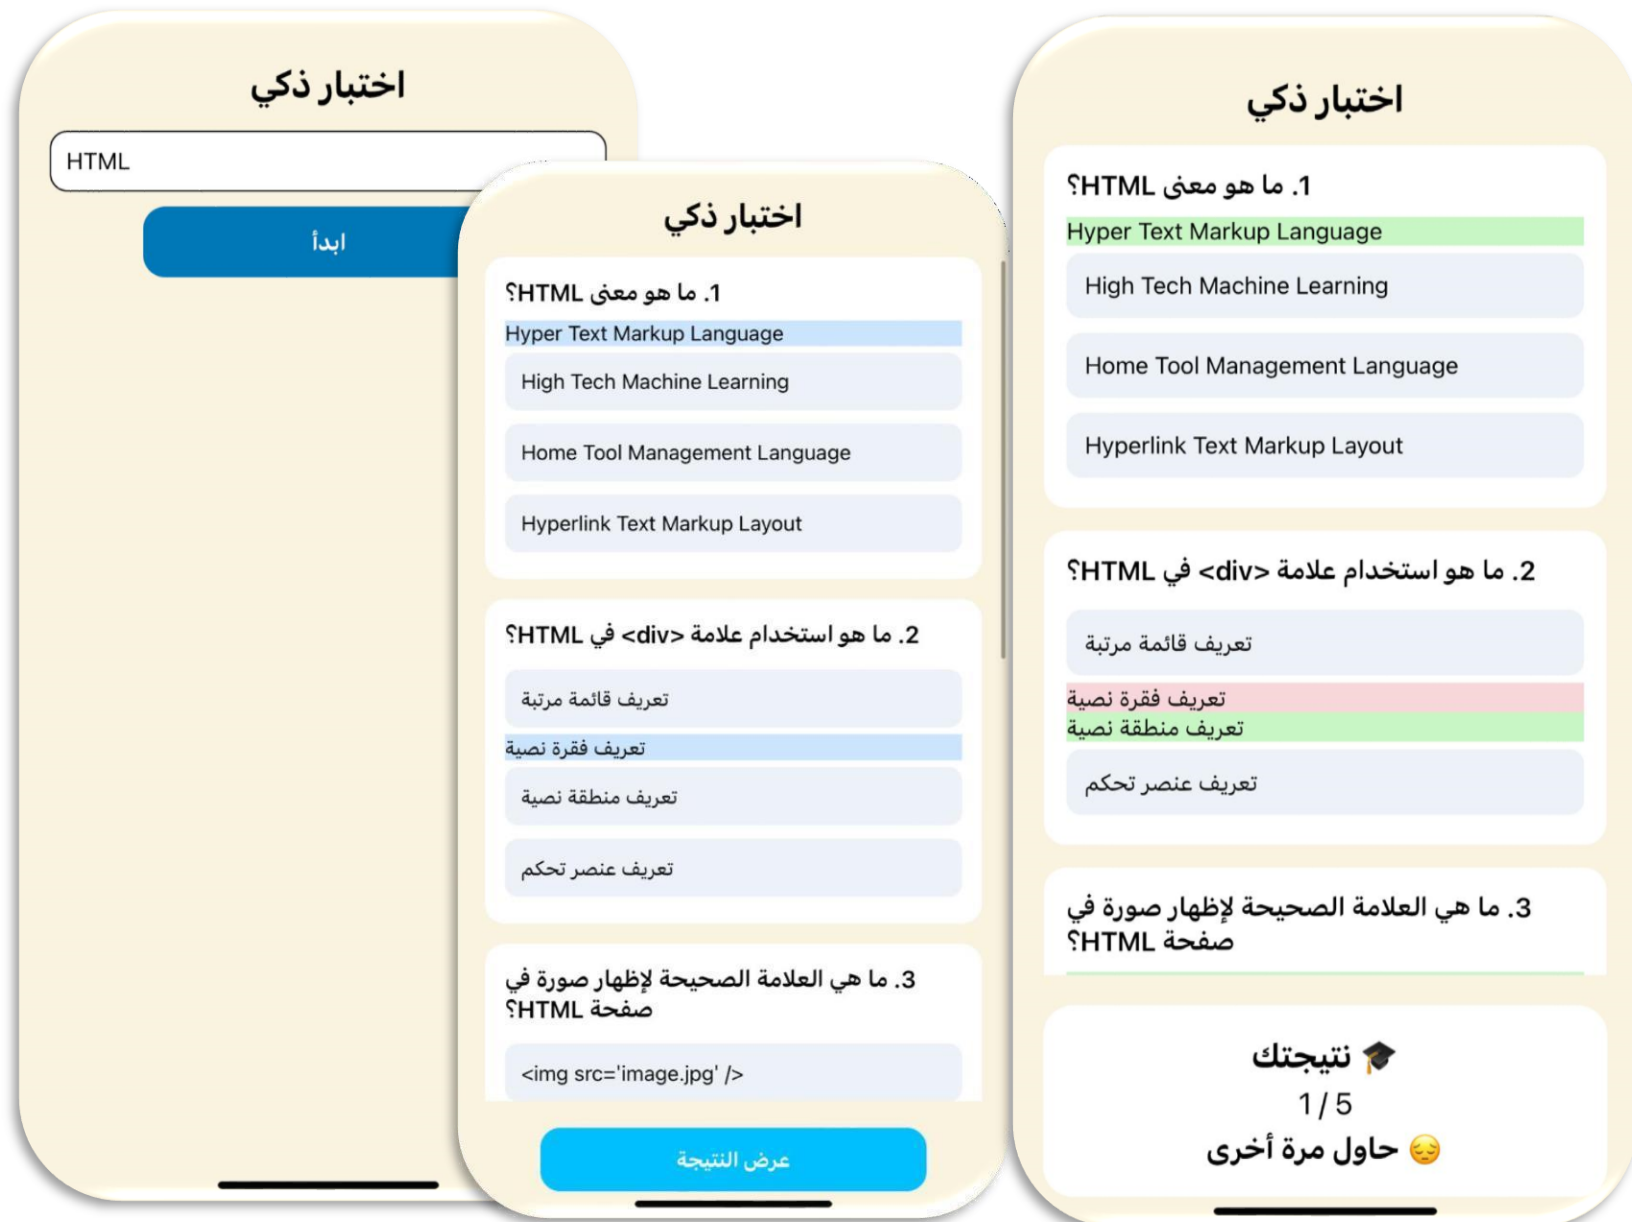 اختبار ذكي
HTML
ابدأ
اختبار ذكي
1. ما هو معنى HTML؟
Hyper Text Markup Language
High Tech Machine Learning
Home Tool Management Language
Hyperlink Text Markup Layout
2. ما هو استخدام علامة <div> في HTML؟
تعريف قائمة مرتبة
تعريف فقرة نصية
تعريف منطقة نصية
تعريف عنصر تحكم
3. ما هي العلامة الصحيحة لإظهار صورة في
صفحة HTML؟
<img src='image.jpg' />
عرض النتيجة
اختبار ذكي
1. ما هو معنى HTML؟
Hyper Text Markup Language
High Tech Machine Learning
Home Tool Management Language
Hyperlink Text Markup Layout
2. ما هو استخدام علامة <div> في HTML؟
تعريف قائمة مرتبة
تعريف فقرة نصية
تعريف منطقة نصية
تعريف عنصر تحكم
3. ما هي العلامة الصحيحة لإظهار صورة في
صفحة HTML؟
🎓 نتيجتك
1 / 5
😔 حاول مرة أخرى